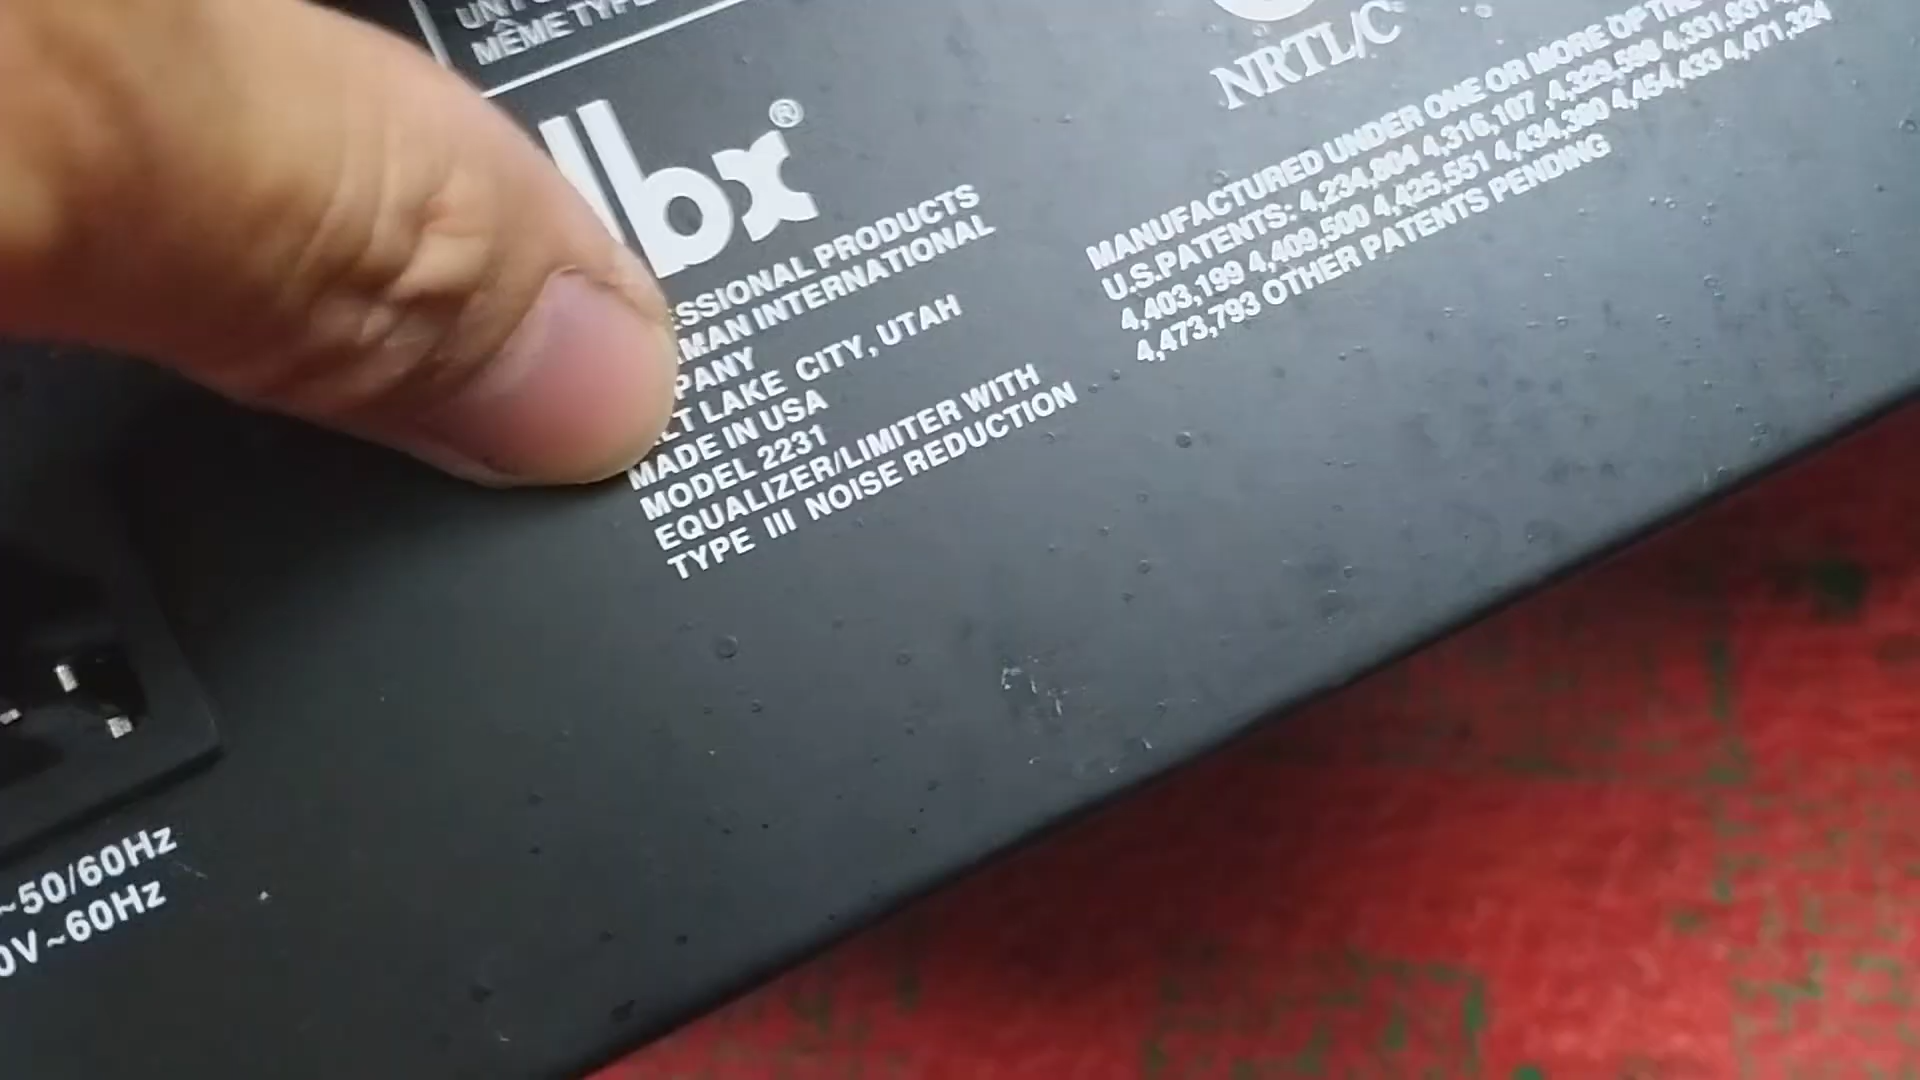 MÊME TYPE
dbx®
ESSIONAL PRODUCTS
MAN INTERNATIONAL
PANY
LT LAKE CITY, UTAH
MADE IN USA
MODEL 2231
EQUALIZER/LIMITER WITH
TYPE III NOISE REDUCTION
NRTL/C
MANUFACTURED UNDER ONE OR MORE OF THE
U.S.PATENTS: 4,234,804 4,316,107 ,4,329,598 4,331,931
4,403,199 4,409,500 4,425,551 4,434,380 4,454,433 4,471,324
4,473,793 OTHER PATENTS PENDING
~50/60Hz
0V~60Hz